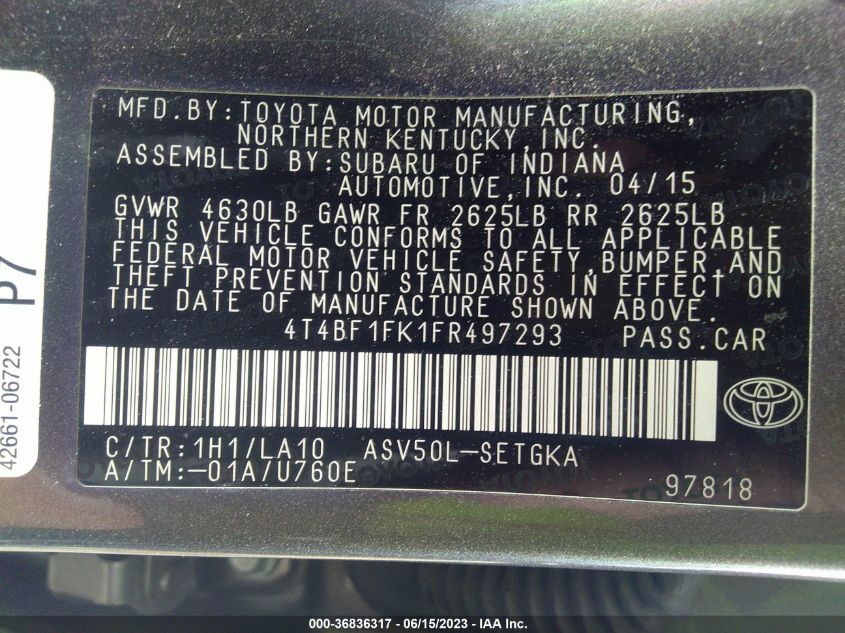 MFD.BY:TOYOTA MOTOR MANUFACTURING,
NORTHERN KENTUCKY,INC.
ASSEMBLED BY:SUBARU OF INDIANA
AUTOMOTIVE,INC. 04/15
GVWR 4630LB GAWR FR 2625LB RR 2625LB
THIS VEHICLE CONFORMS TO ALL APPLICABLE
FEDERAL MOTOR VEHICLE SAFETY,BUMPER,AND
THEFT PREVENTION STANDARDS IN EFFECT ON
THE DATE OF MANUFACTURE SHOWN ABOVE.
4T4BF1FK1FR497293 PASS.CAR
C/TR:1H1/LA10 ASV50L-SETGKA
A/TM:-01A/U760E
97818
P7
42661-06722
000-36836317 - 06/15/2023 - IAA Inc.